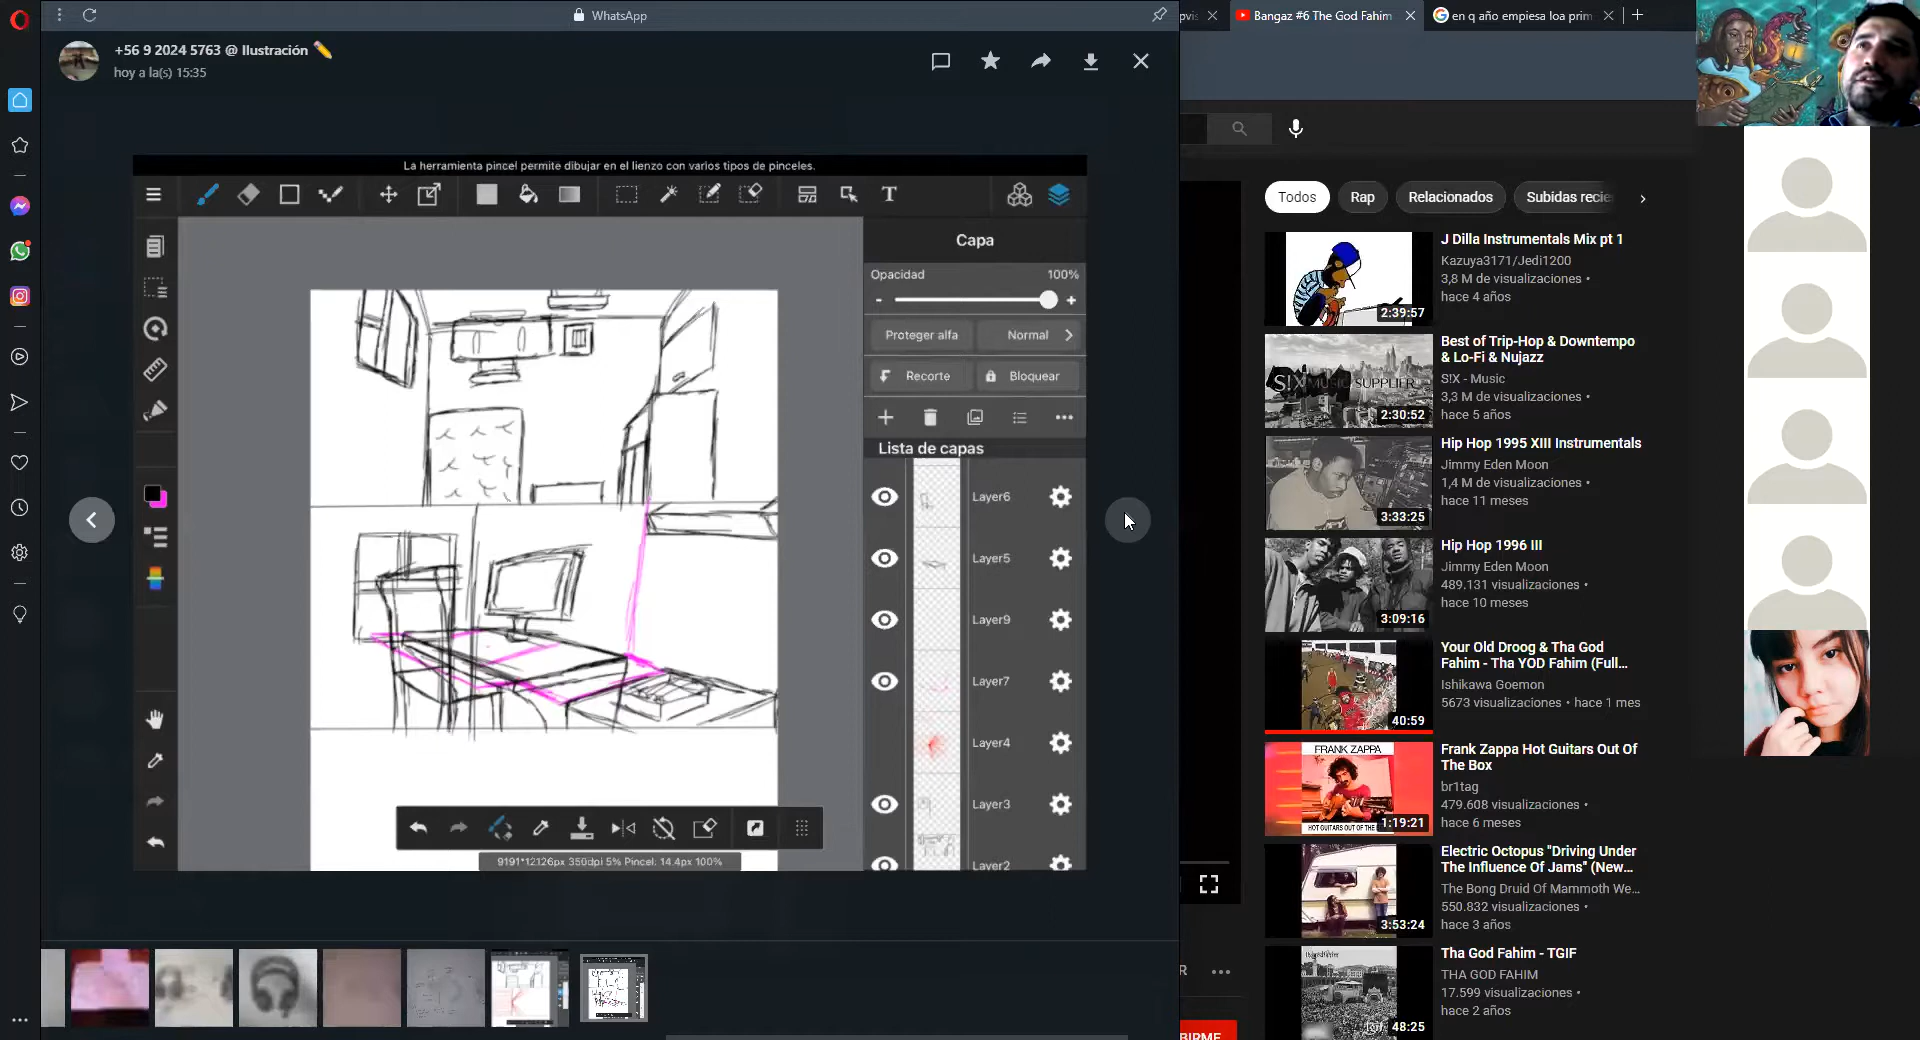 WhatsApp
pvis
Bangaz #6 The God Fahim
en q año empiesa loa prim
+56 9 2024 5763 @ Ilustración ✏️
hoy a la(s) 15:35
La herramienta pincel permite dibujar en el lienzo con varios tipos de pinceles.
T
Capa
Opacidad 100%
- +
Proteger alfa Normal
Recorte Bloquear
Lista de capas
Layer6
Layer5
Layer9
Layer7
Layer4
Layer3
Layer2
9191*12126px 350dpi 5% Pincel: 14.4px 100%
Todos Rap Relacionados Subidas recie
J Dilla Instrumentals Mix pt 1
Kazuya3171/Jedi1200
3,8 M de visualizaciones •
hace 4 años
2:39:57
Best of Trip-Hop & Downtempo
& Lo-Fi & Nujazz
S!X - Music
3,3 M de visualizaciones •
hace 5 años
S!X MUSIC SUPPLIER
2:30:52
Hip Hop 1995 XIII Instrumentals
Jimmy Eden Moon
1,4 M de visualizaciones •
hace 11 meses
3:33:25
Hip Hop 1996 III
Jimmy Eden Moon
489.131 visualizaciones •
hace 10 meses
3:09:16
Your Old Droog & Tha God
Fahim - Tha YOD Fahim (Full...
Ishikawa Goemon
5673 visualizaciones • hace 1 mes
40:59
Frank Zappa Hot Guitars Out Of
The Box
br1tag
479.608 visualizaciones •
hace 6 meses
FRANK ZAPPA
HOT GUITARS OUT OF THE
1:19:21
Electric Octopus "Driving Under
The Influence Of Jams" (New...
The Bong Druid Of Mammoth We...
550.832 visualizaciones •
hace 3 años
3:53:24
Tha God Fahim - TGIF
THA GOD FAHIM
17.599 visualizaciones •
hace 2 años
48:25
R
BIRME